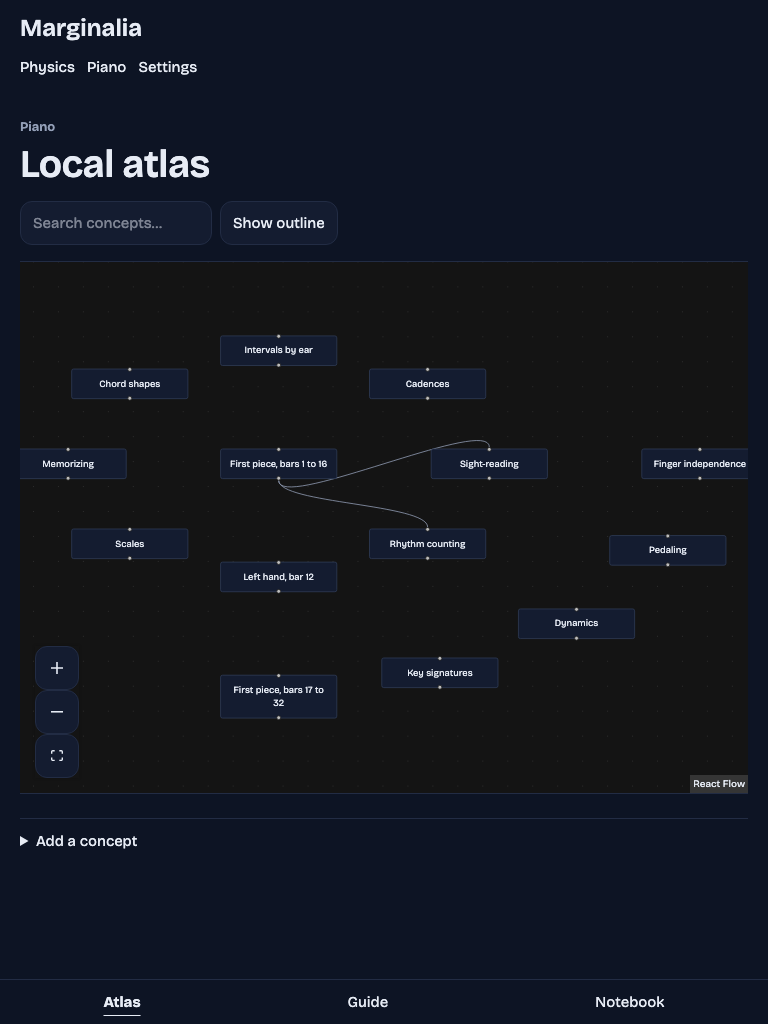 Marginalia
Physics Piano Settings
Piano
Local atlas
Search concepts...
Show outline
Intervals by ear
Chord shapes
Cadences
Memorizing
First piece, bars 1 to 16
Sight-reading
Finger independence
Scales
Rhythm counting
Pedaling
Left hand, bar 12
Dynamics
Key signatures
First piece, bars 17 to
32
React Flow
Add a concept
Atlas
Guide
Notebook